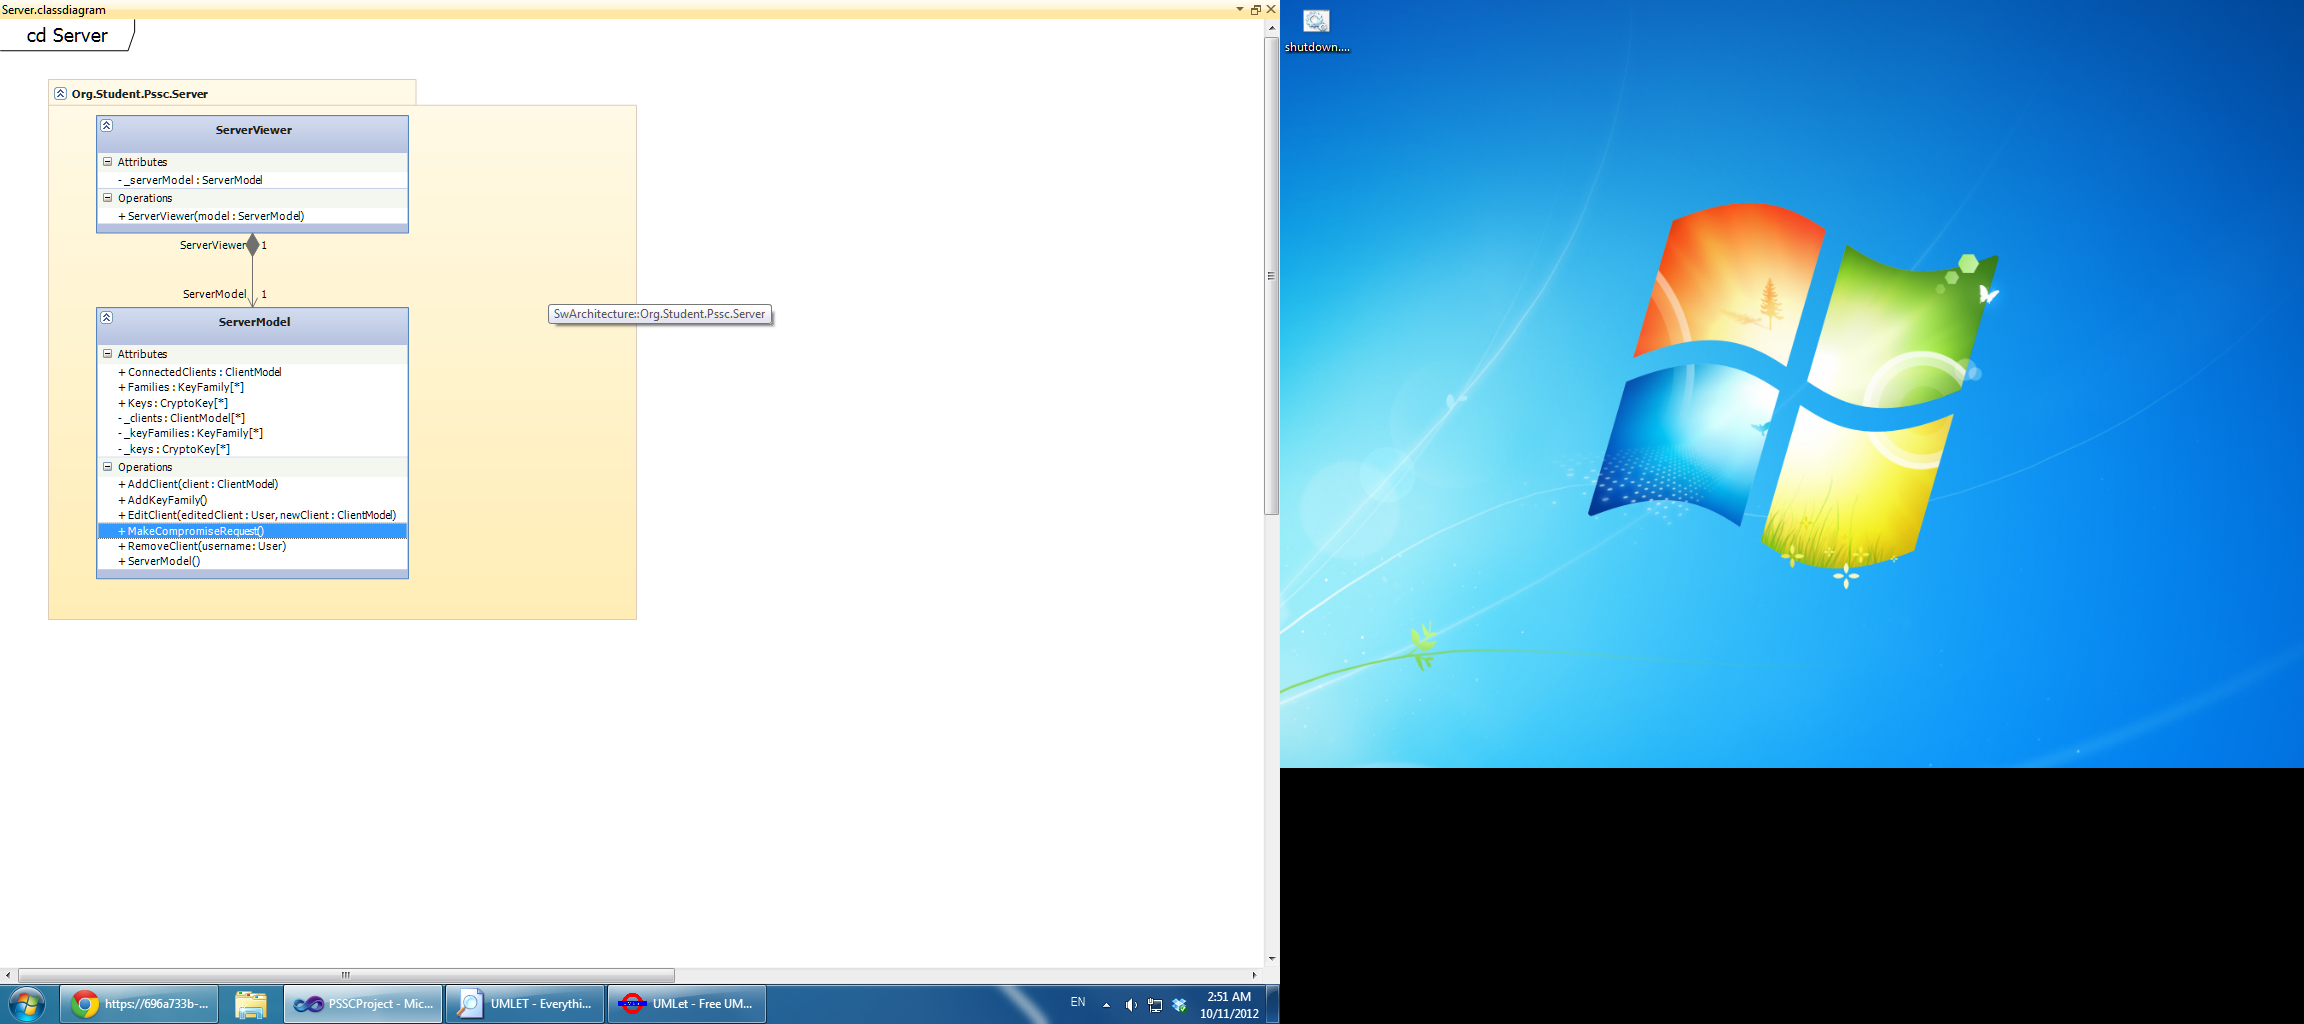 Server.classdiagram
cd Server
Org.Student.Pssc.Server
ServerViewer
Attributes
- _serverModel : ServerModel
Operations
+ ServerViewer(model : ServerModel)
ServerViewer 1
ServerModel 1
ServerModel
Attributes
+ ConnectedClients : ClientModel
+ Families : KeyFamily[*]
+ Keys : CryptoKey[*]
- _clients : ClientModel[*]
- _keyFamilies : KeyFamily[*]
- _keys : CryptoKey[*]
Operations
+ AddClient(client : ClientModel)
+ AddKeyFamily()
+ EditClient(editedClient : User, newClient : ClientModel)
+ MakeCompromiseRequest()
+ RemoveClient(username : User)
+ ServerModel()
SwArchitecture::Org.Student.Pssc.Server
shutdown....
https://696a733b-...
PSSCProject - Mic...
UMLET - Everythi...
UMLet - Free UM...
EN
2:51 AM
10/11/2012